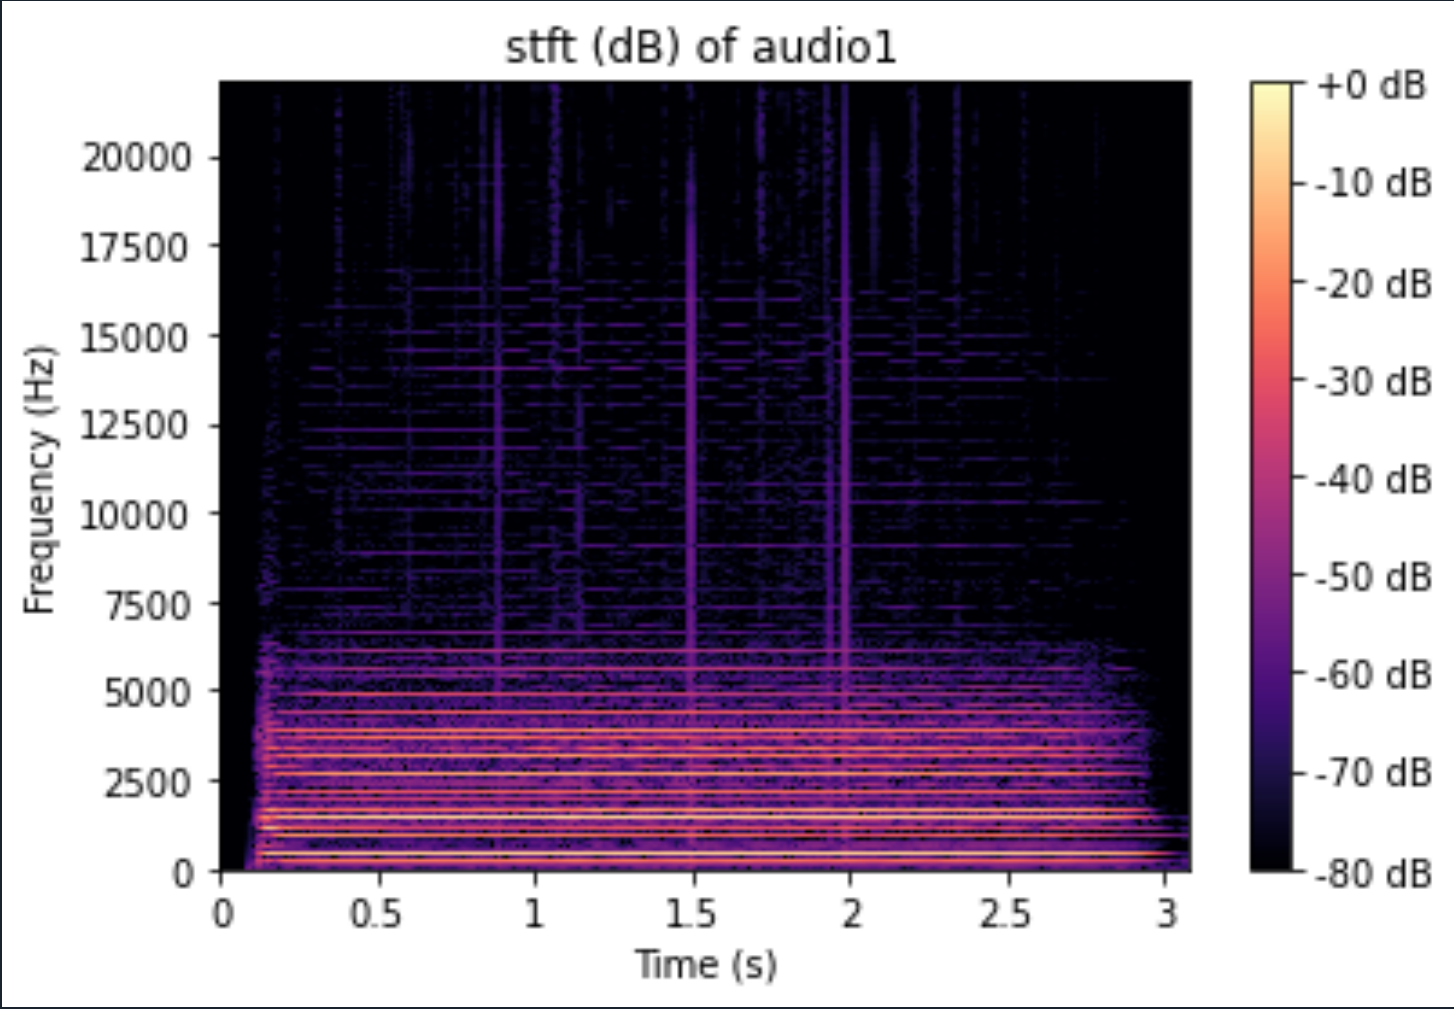 stft (dB) of audio1
Frequency (Hz)
20000
17500
15000
12500
10000
7500
5000
2500
0
0
0.5
1
1.5
2
2.5
3
Time (s)
+0 dB
-10 dB
-20 dB
-30 dB
-40 dB
-50 dB
-60 dB
-70 dB
-80 dB